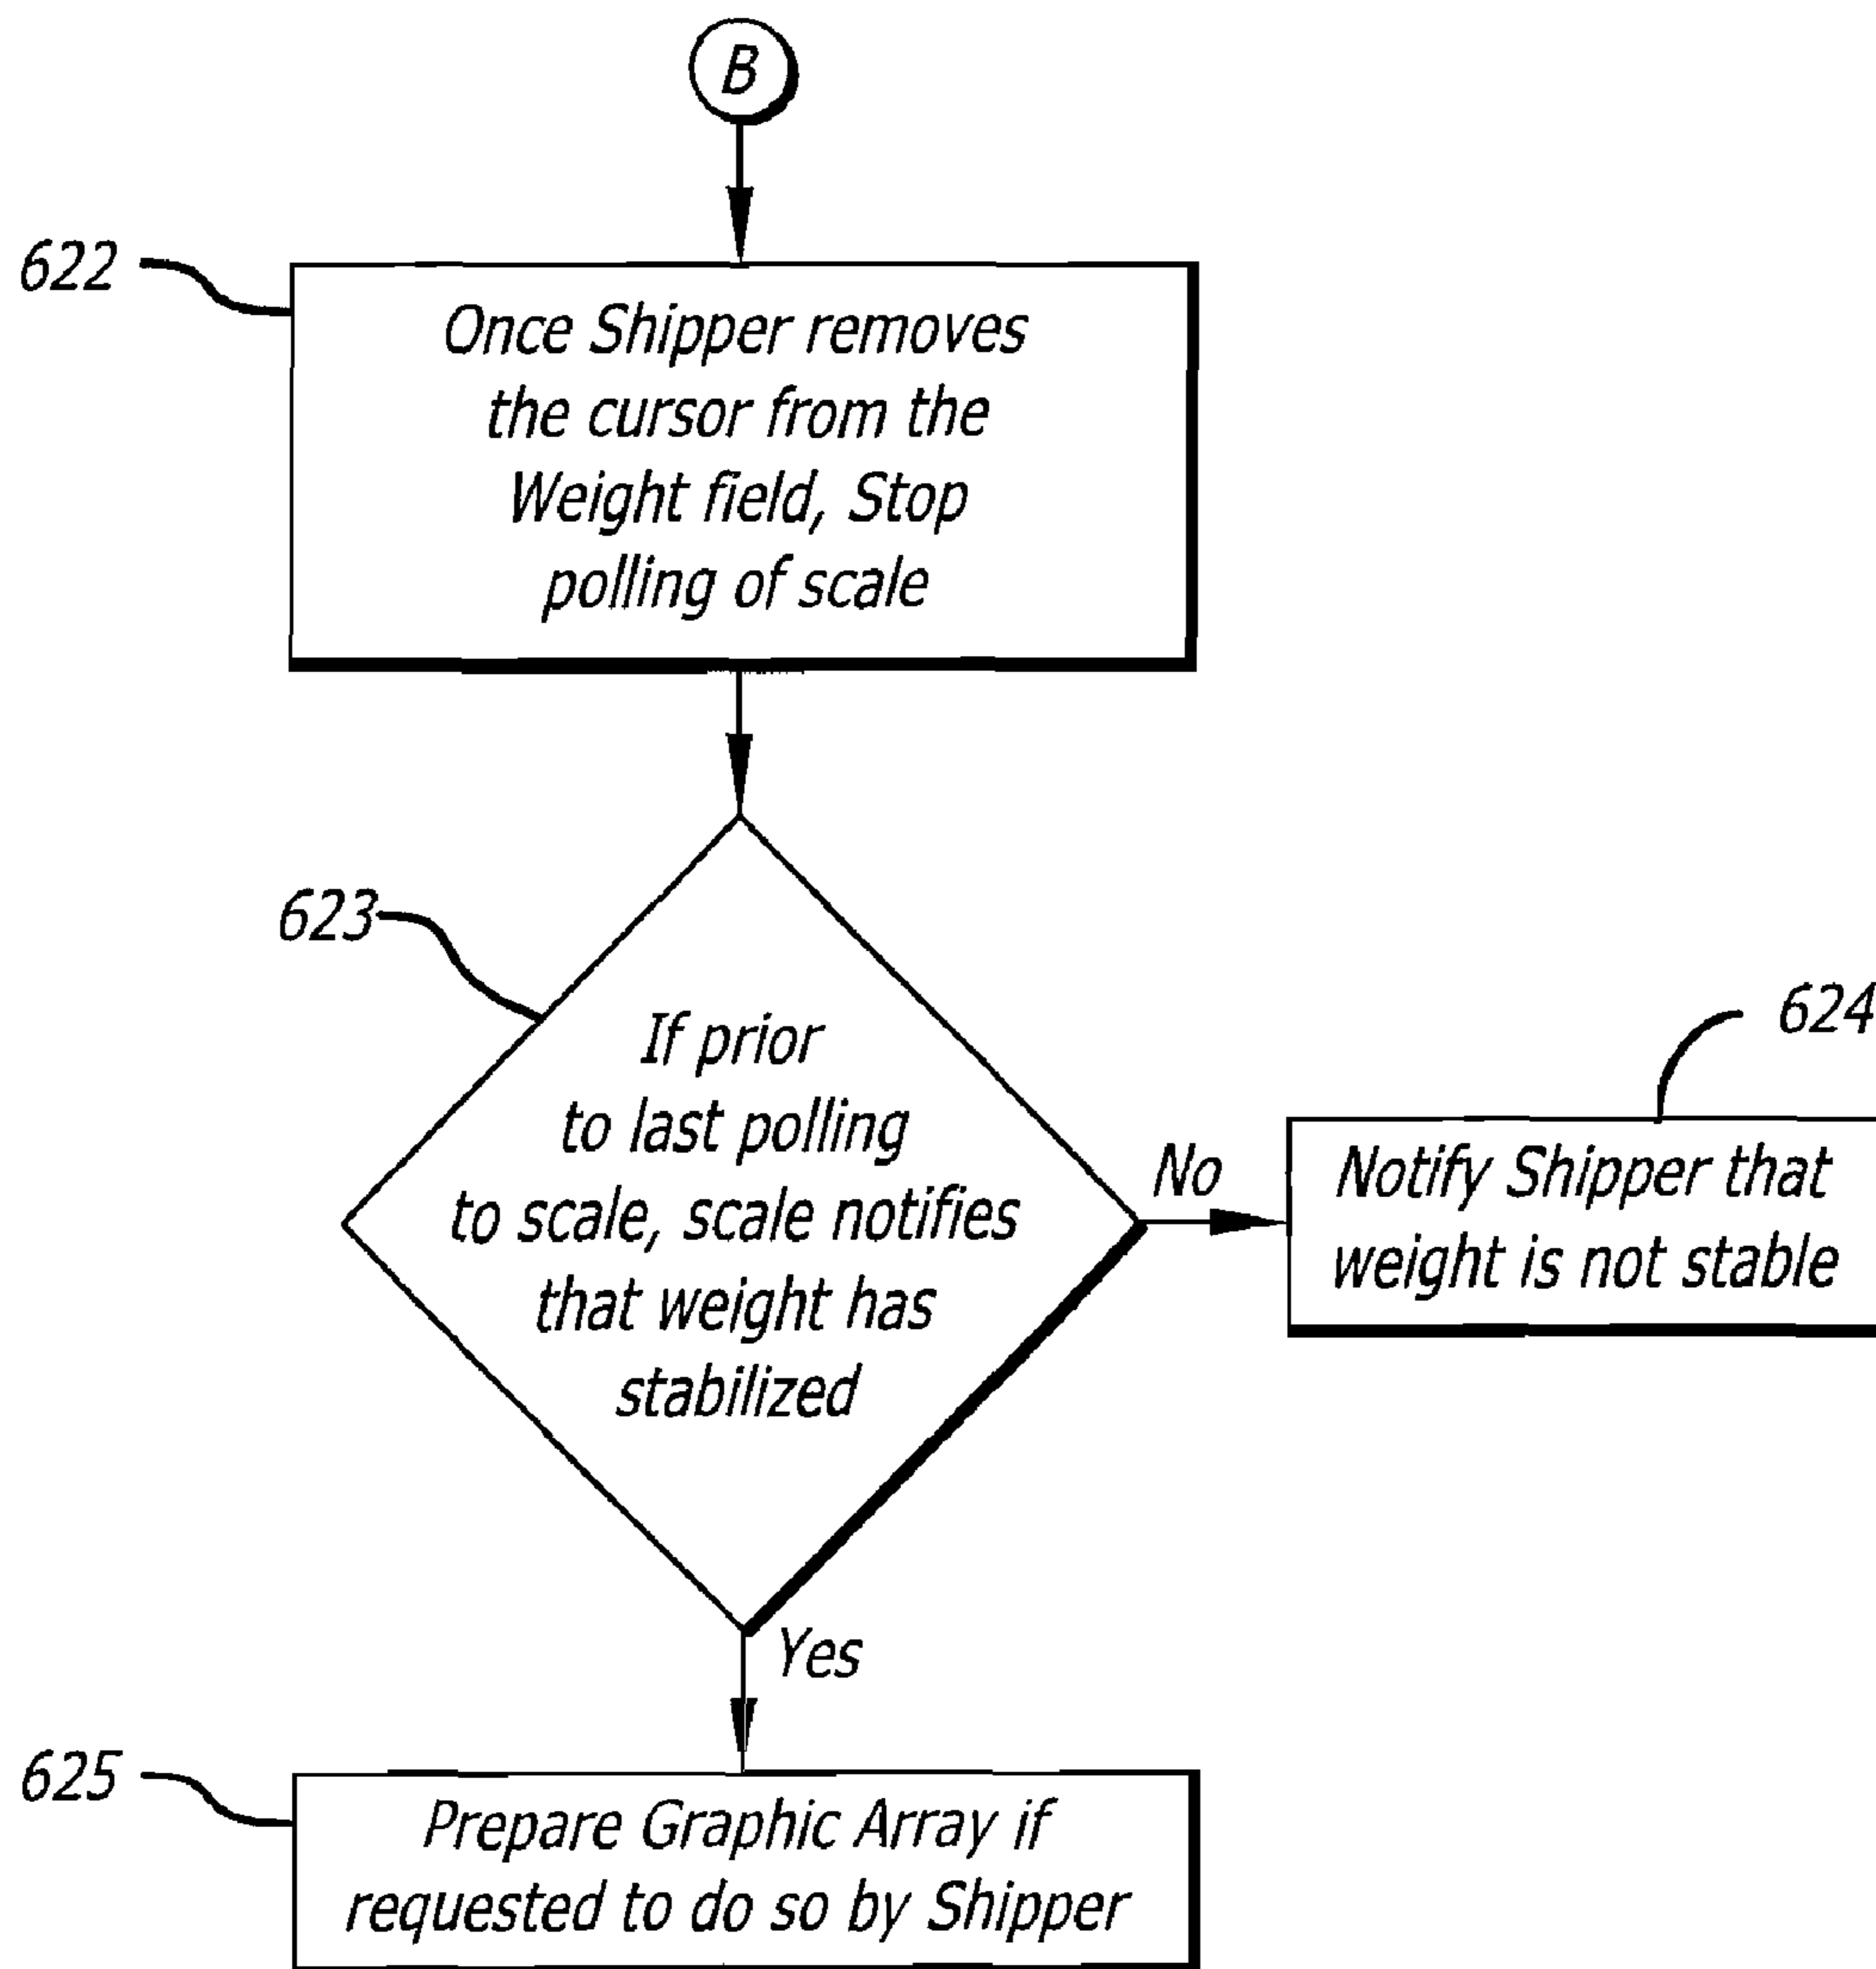 B
622
Once Shipper removes
the cursor from the
Weight field, Stop
polling of scale
623
If prior
to last polling
to scale, scale notifies
that weight has
stabilized
No
624
Notify Shipper that
weight is not stable
Yes
625
Prepare Graphic Array if
requested to do so by Shipper